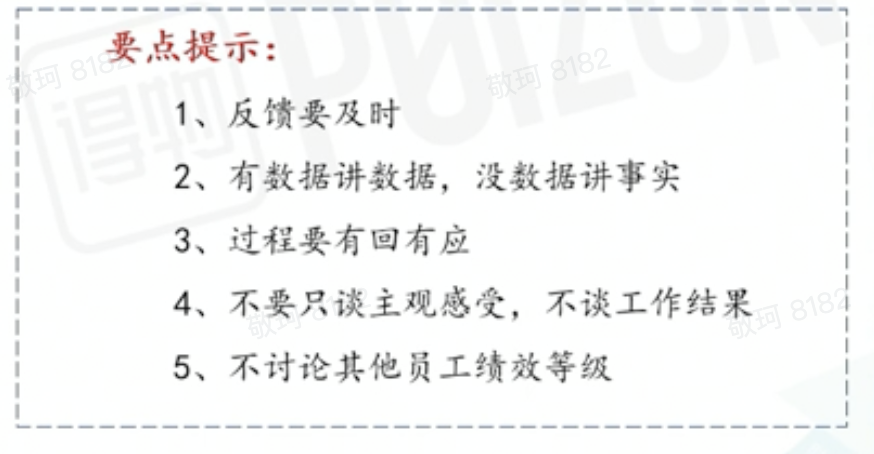 要点提示：
敬珂 8182
敬珂 8182
得物
POIZON
1、反馈要及时
2、有数据讲数据，没数据讲事实
3、过程要有回有应
4、不要只谈主观感受，不谈工作结果
敬珂 8182
敬珂 8182
5、不讨论其他员工绩效等级